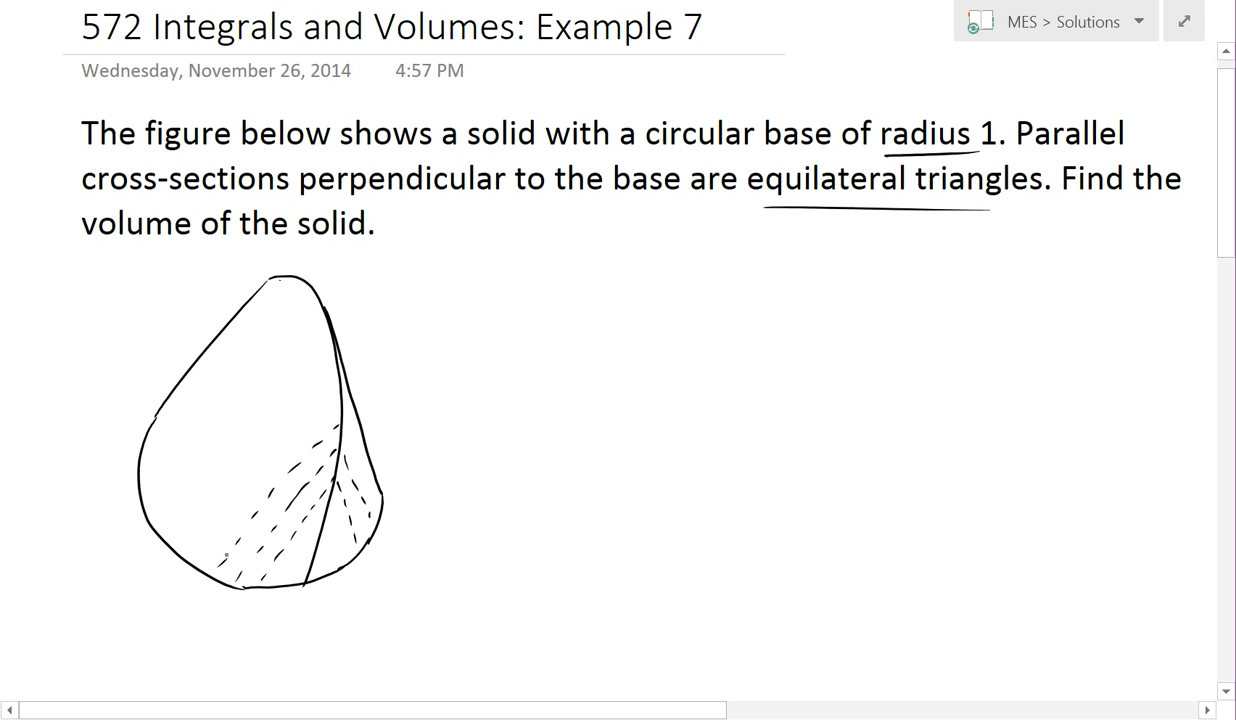 572 Integrals and Volumes: Example 7
MES > Solutions
Wednesday, November 26, 2014 4:57 PM
The figure below shows a solid with a circular base of radius 1. Parallel
cross-sections perpendicular to the base are equilateral triangles. Find the
volume of the solid.